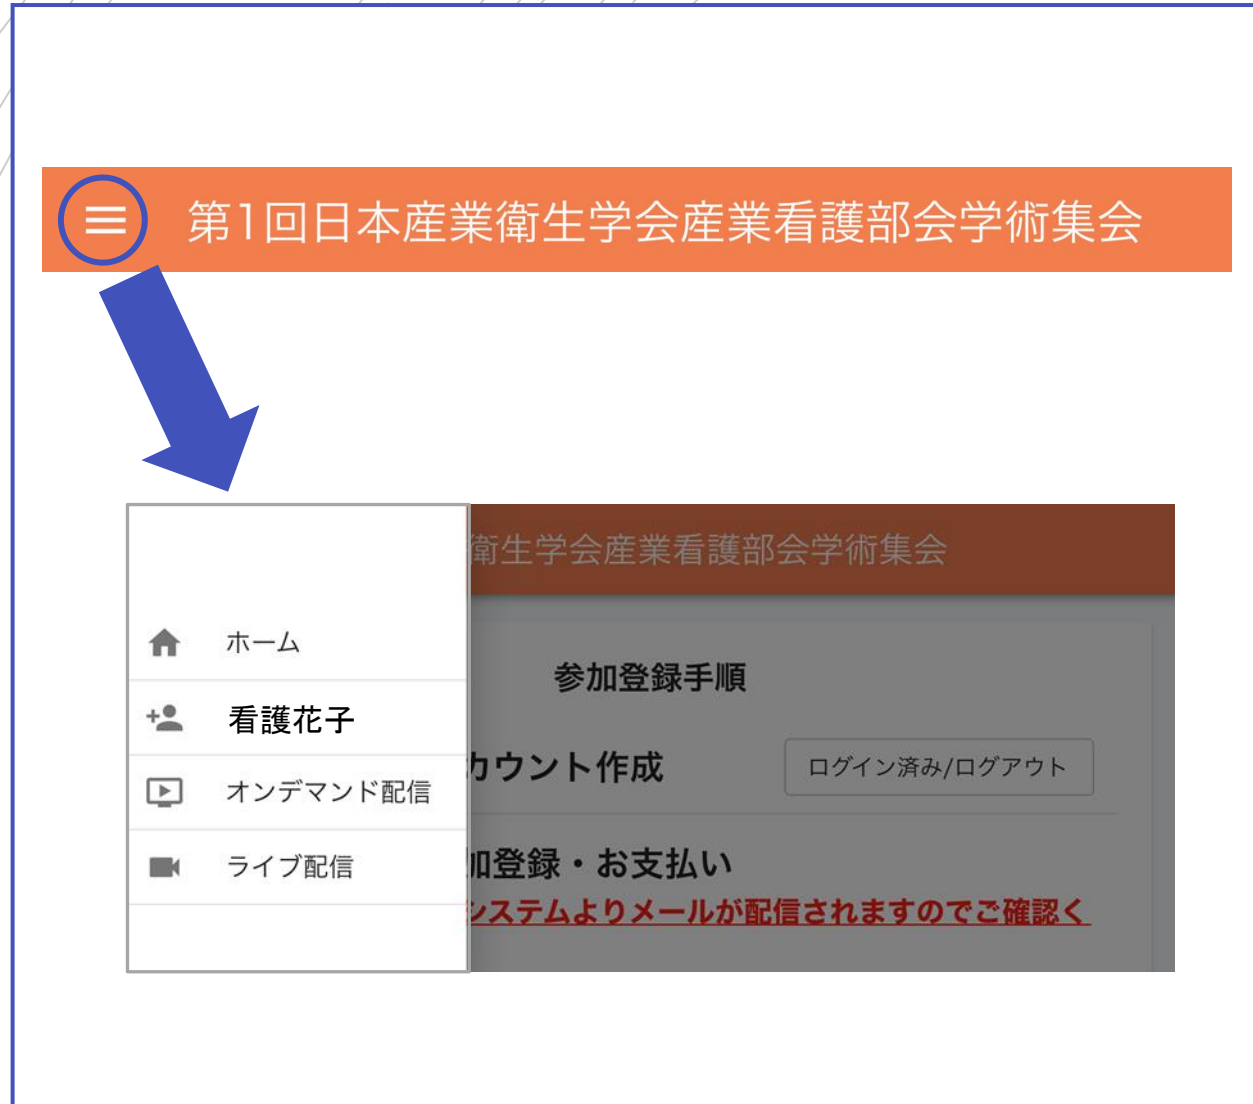 第1回日本産業衛生学会産業看護部会学術集会
衛生学会産業看護部会学術集会
ホーム
看護花子
オンデマンド配信
ライブ配信
参加登録手順
カウント作成
ログイン済み/ログアウト
加登録・お支払い
システムよりメールが配信されますのでご確認く